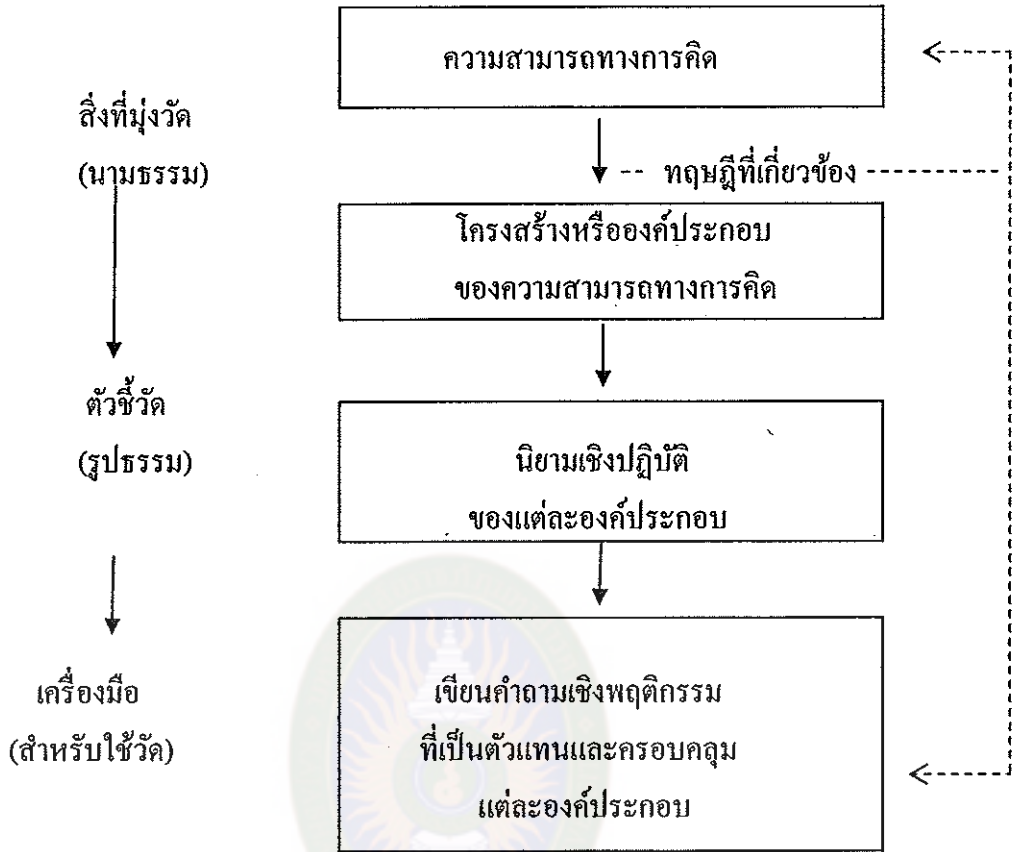 ความสามารถทางการคิด
สิ่งที่มุ่งวัด
(นามธรรม)
ทฤษฎีที่เกี่ยวข้อง
โครงสร้างหรือองค์ประกอบ
ของความสามารถทางการคิด
ตัวชี้วัด
(รูปธรรม)
นิยามเชิงปฏิบัติ
ของแต่ละองค์ประกอบ
เครื่องมือ
(สำหรับใช้วัด)
เขียนคำถามเชิงพฤติกรรม
ที่เป็นตัวแทนและครอบคลุม
แต่ละองค์ประกอบ